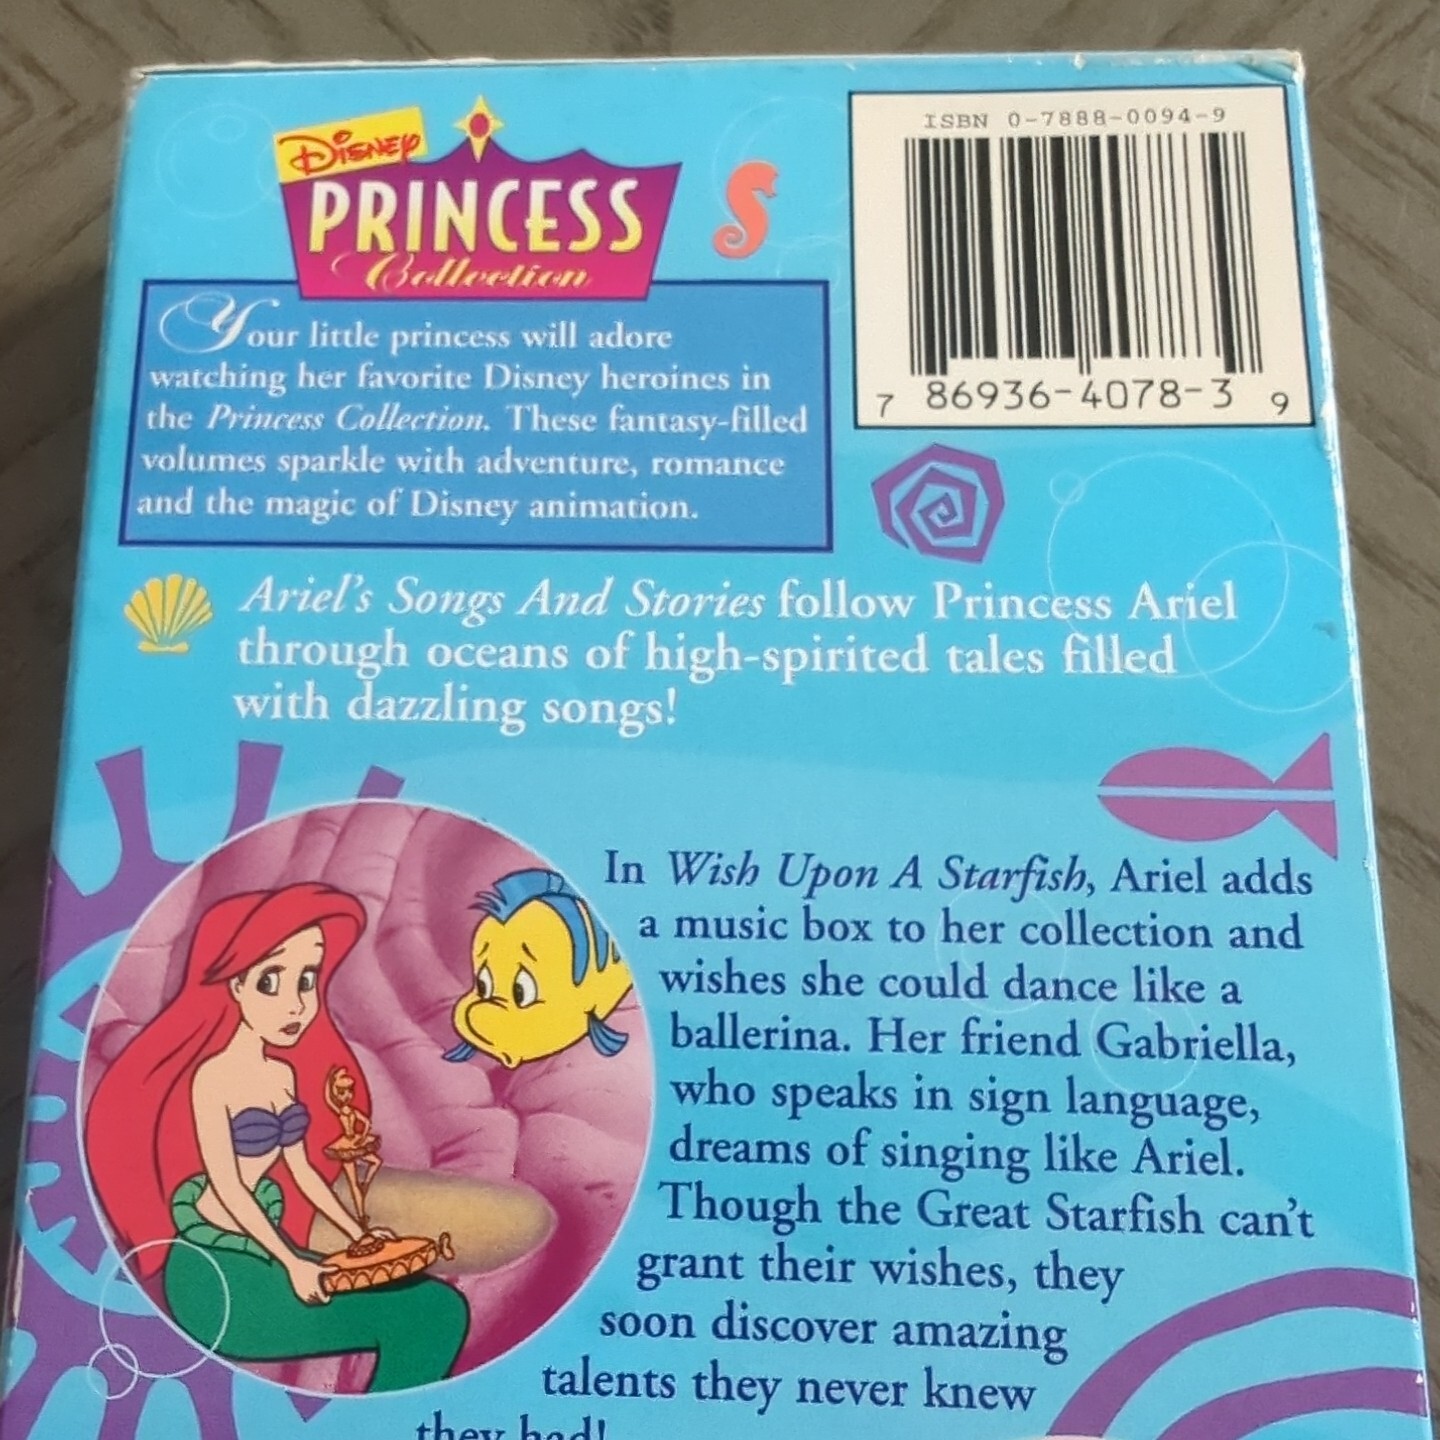 Disney
PRINCESS
Collection
ISBN 0-7888-0094-9
7 86936-4078-3 9
Your little princess will adore
watching her favorite Disney heroines in
the Princess Collection. These fantasy-filled
volumes sparkle with adventure, romance
and the magic of Disney animation.
Ariel's Songs And Stories follow Princess Ariel
through oceans of high-spirited tales filled
with dazzling songs!
In Wish Upon A Starfish, Ariel adds
a music box to her collection and
wishes she could dance like a
ballerina. Her friend Gabriella,
who speaks in sign language,
dreams of singing like Ariel.
Though the Great Starfish can't
grant their wishes, they
soon discover amazing
talents they never knew
they had!